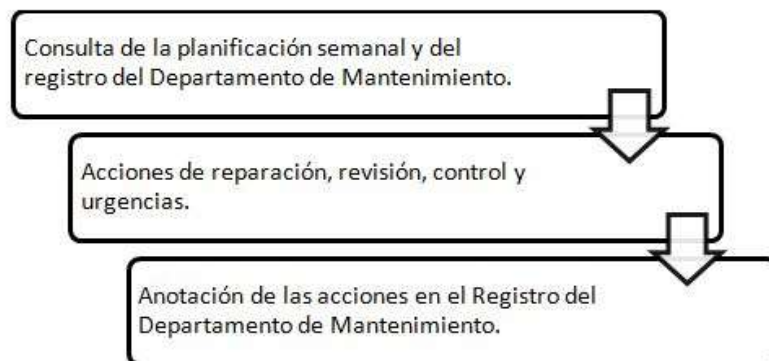 Consulta de la planificación semanal y del
registro del Departamento de Mantenimiento.
Acciones de reparación, revisión, control y
urgencias.
Anotación de las acciones en el Registro del
Departamento de Mantenimiento.